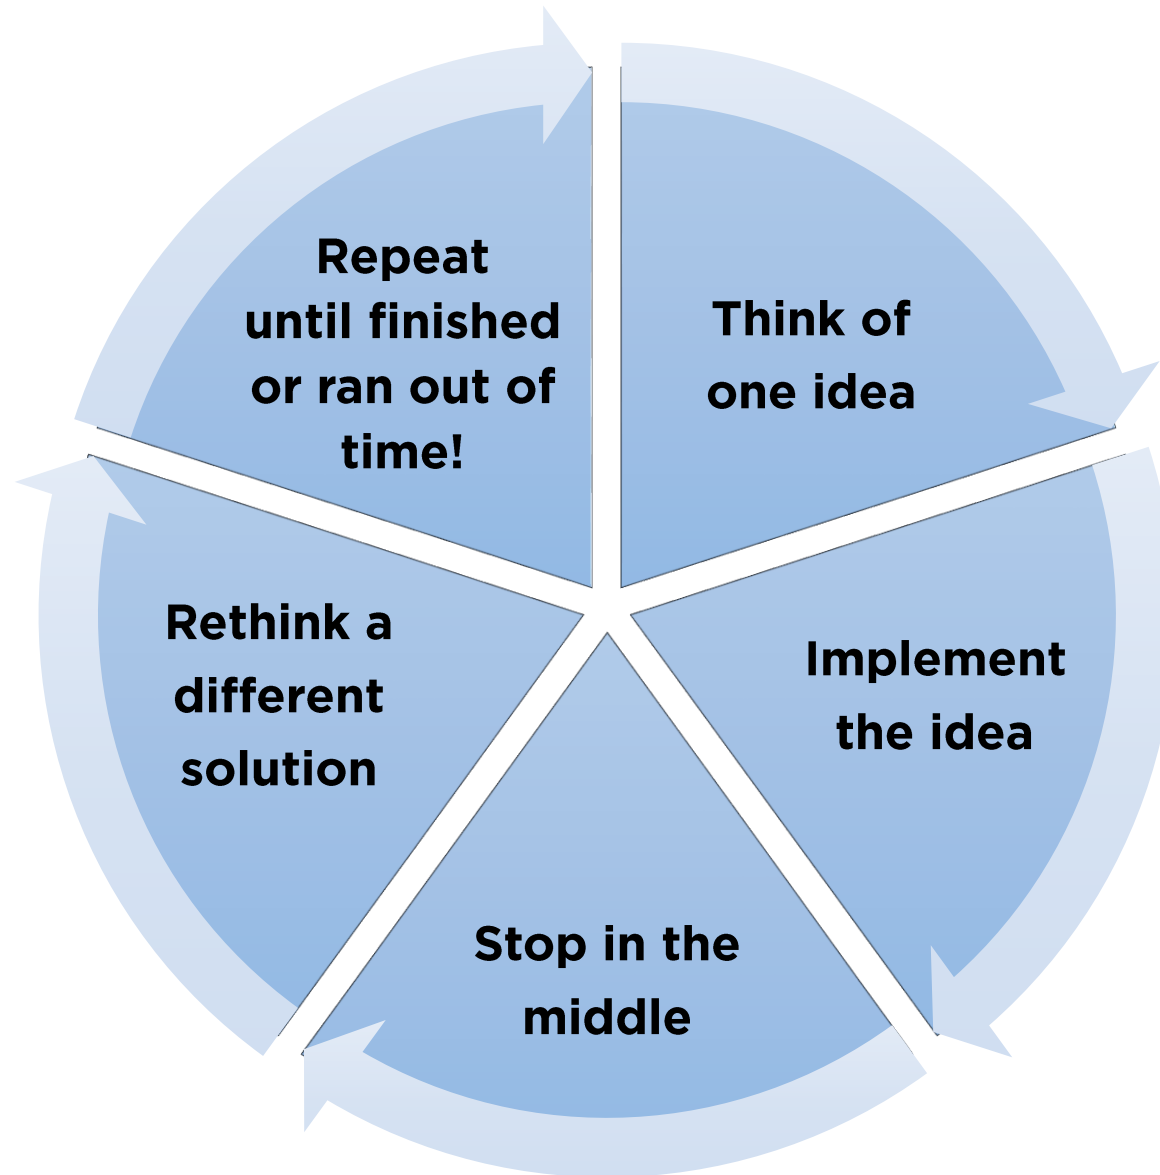 Think of
one idea
Implement
the idea
Stop in the
middle
Rethink a
different
solution
Repeat
until finished
or ran out of
time!